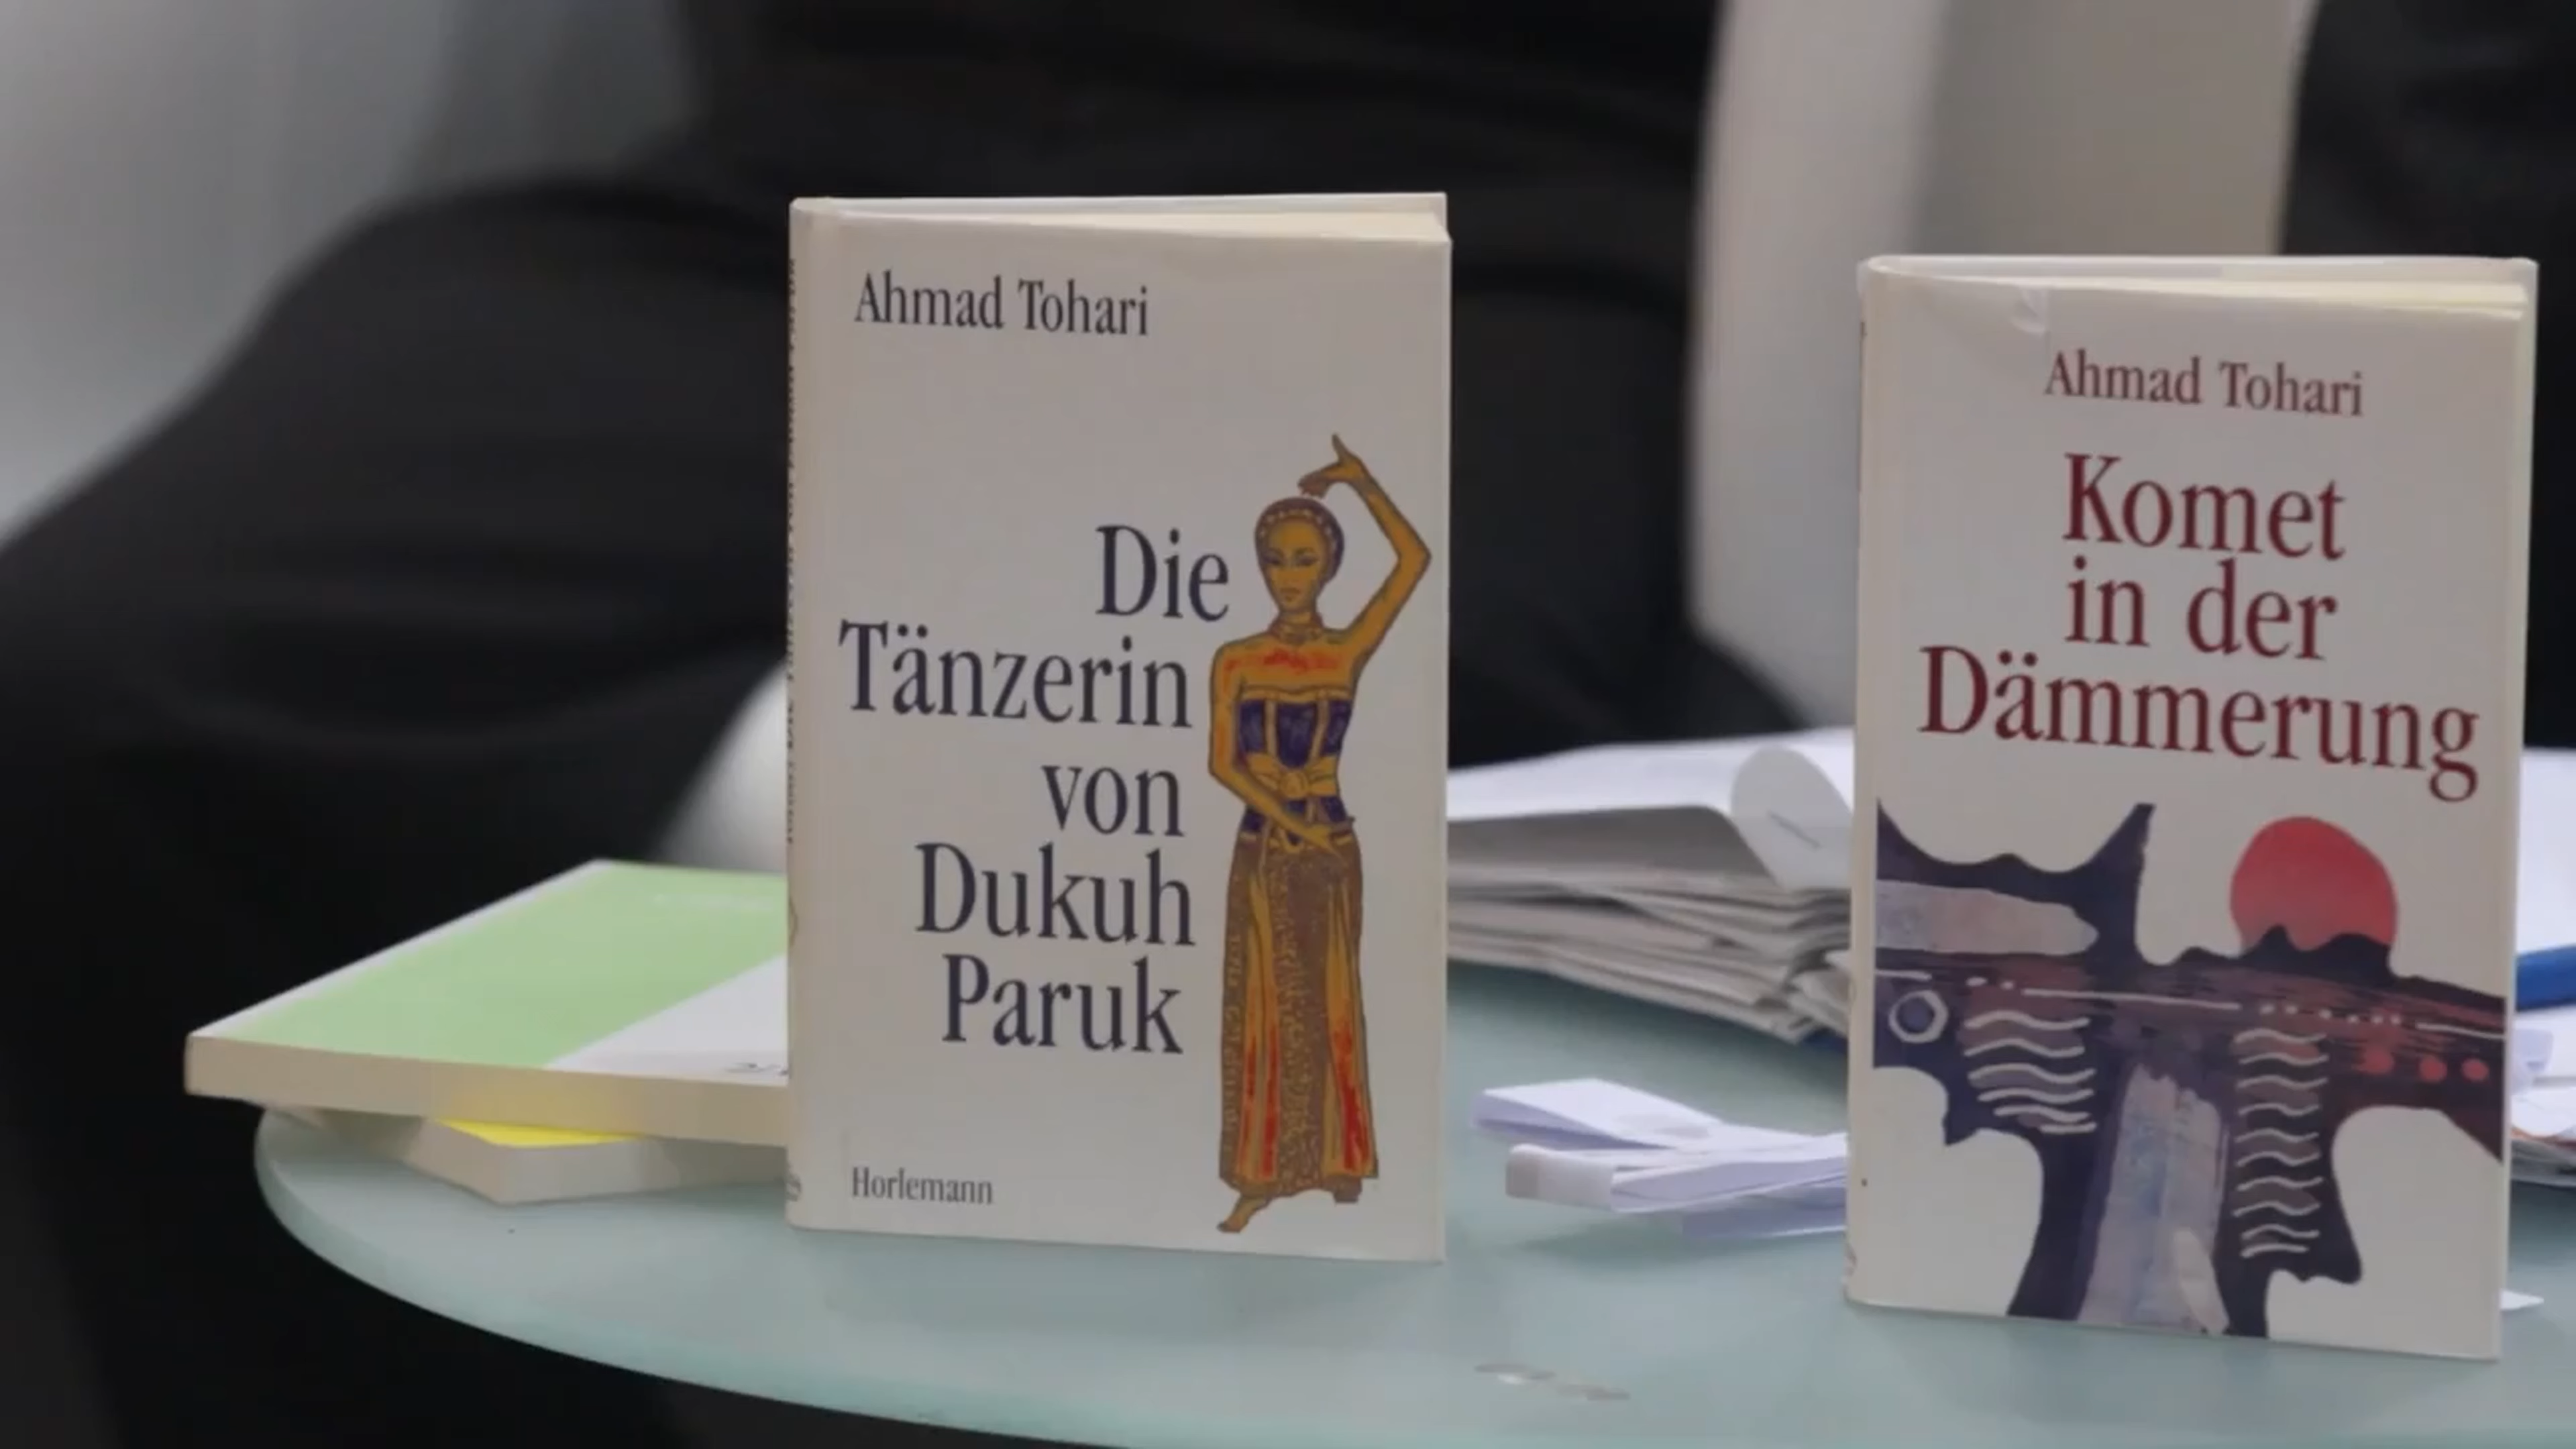 Ahmad Tohari
Die
Tänzerin
von
Dukuh
Paruk
Horlemann
Ahmad Tohari
Komet
in der
Dämmerung